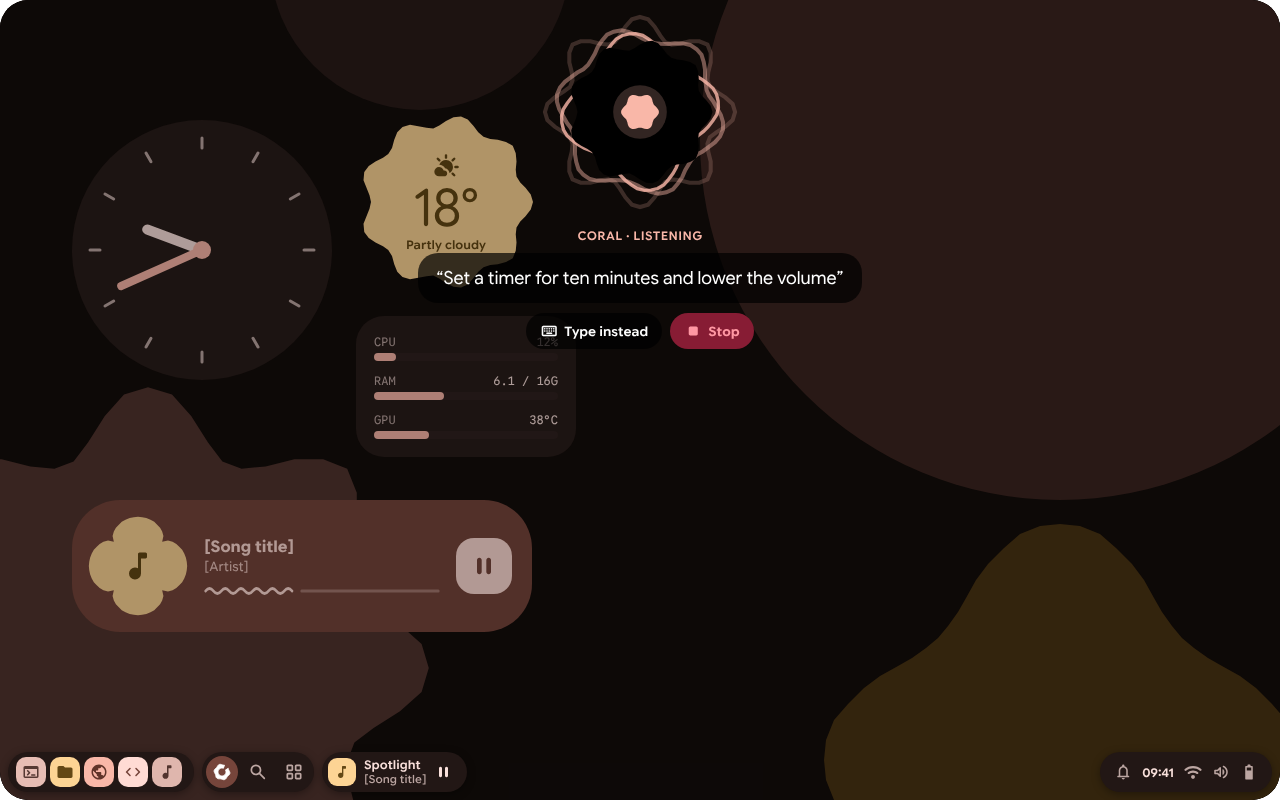 18°
Partly cloudy
CORAL · LISTENING
“Set a timer for ten minutes and lower the volume”
Type instead
Stop
CPU 12%
RAM 6.1 / 16G
GPU 38°C
[Song title]
[Artist]
Spotlight
[Song title]
09:41